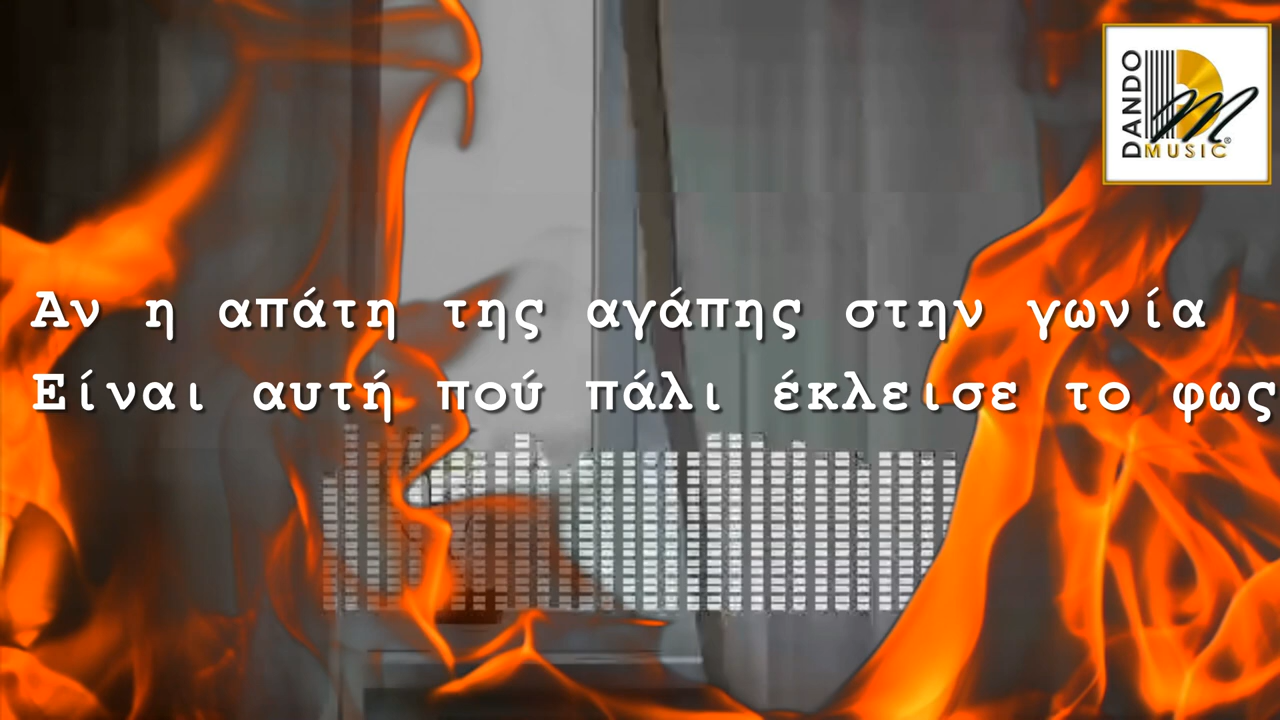 Αν η απάτη της αγάπης στην γωνία
Είναι αυτή πού πάλι έκλεισε το φως
DANDO
M®
MUSIC